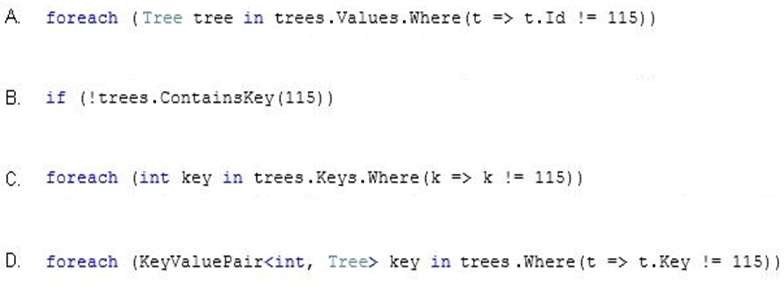 A. foreach (Tree tree in trees.Values.Where(t => t.Id != 115))
B. if (!trees.ContainsKey(115))
C. foreach (int key in trees.Keys.Where(k => k != 115))
D. foreach (KeyValuePair<int, Tree> key in trees.Where(t => t.Key != 115))